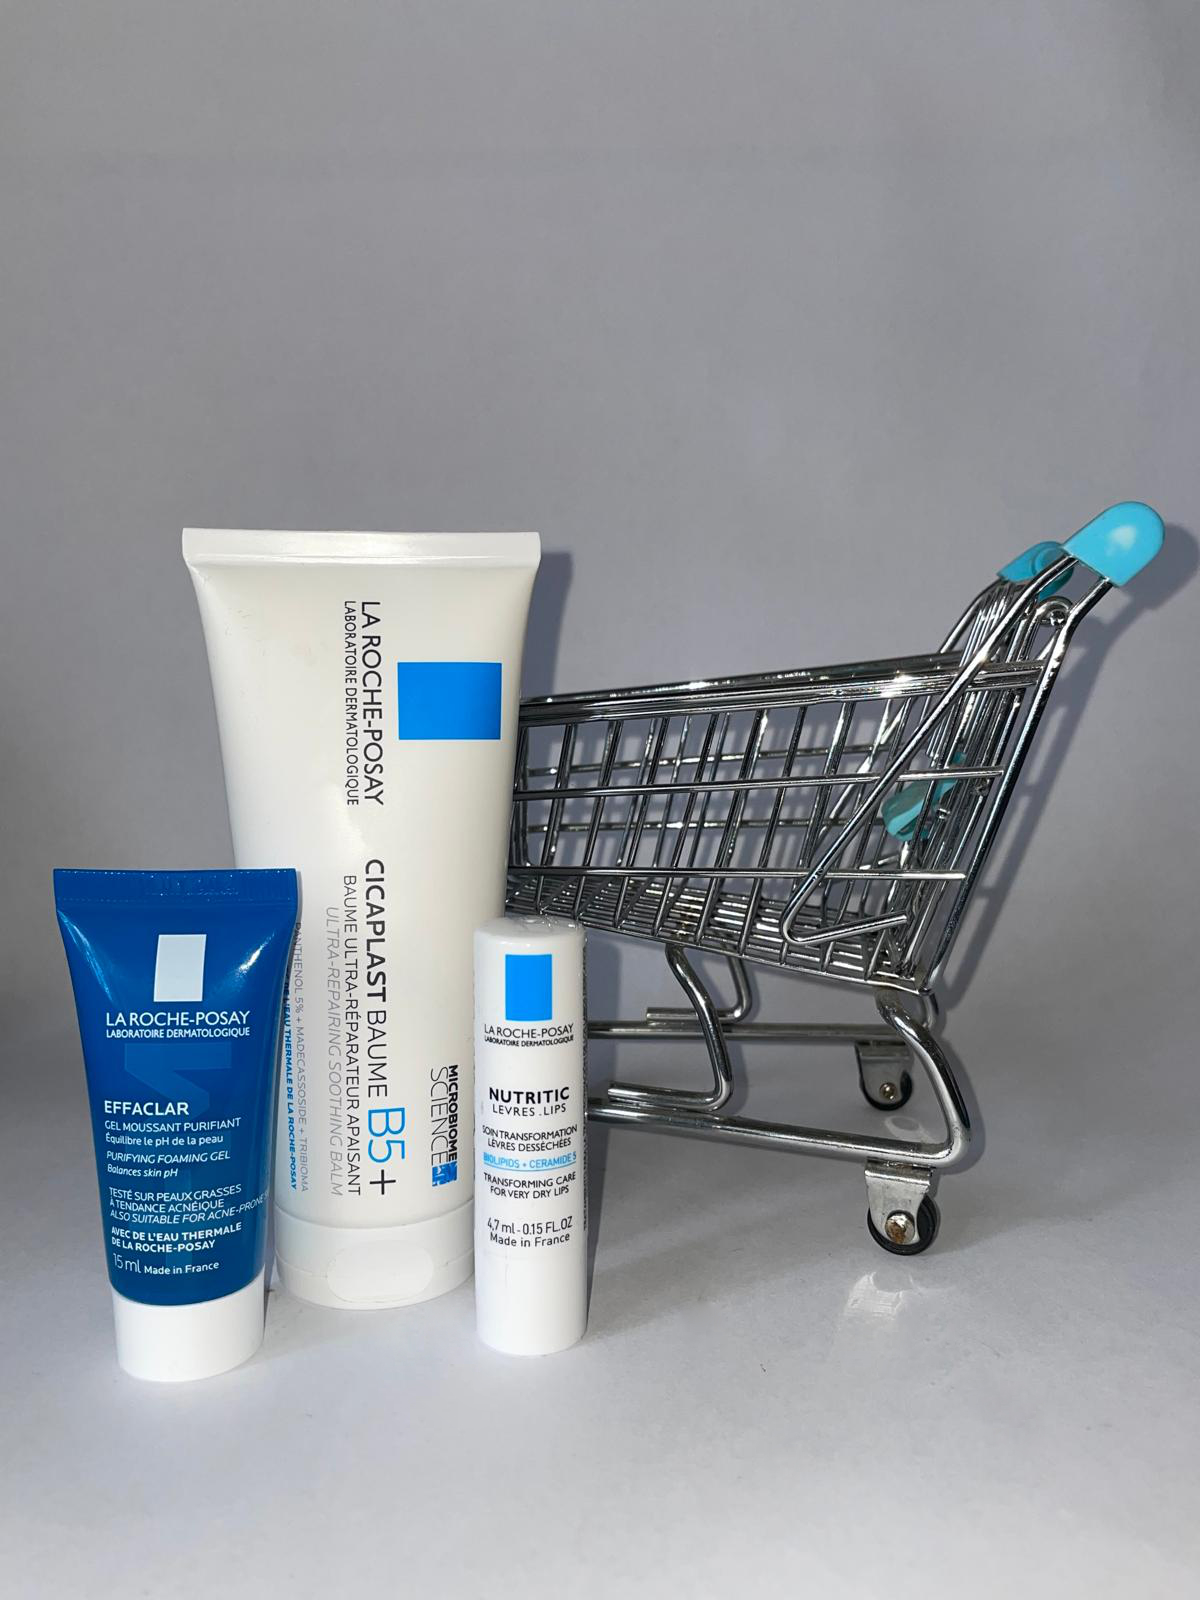 LA ROCHE-POSAY
LABORATOIRE DERMATOLOGIQUE
EFFACLAR
GEL MOUSSANT PURIFIANT
Équilibre le pH de la peau
PURIFYING FOAMING GEL
Balances skin pH
TESTÉ SUR PEAUX GRASSES
À TENDANCE ACNÉIQUE
ALSO SUITABLE FOR ACNE-PRONE
AVEC DE L'EAU THERMALE
DE LA ROCHE-POSAY
15 ml Made in France
LA ROCHE-POSAY
LABORATOIRE DERMATOLOGIQUE
CICAPLAST BAUME B5+
BAUME ULTRA-RÉPARATEUR APAISANT
ULTRA-REPAIRING SOOTHING BALM
PANTHENOL 5% + MADECASSOSIDE + TRIBIOMA
DE L'EAU THERMALE DE LA ROCHE-POSAY
MICROBIOME
SCIENCE
LA ROCHE-POSAY
LABORATOIRE DERMATOLOGIQUE
NUTRITIC
LEVRES . LIPS
SOIN TRANSFORMATION
LÈVRES DESSÉCHÉES
BIOLIPIDS + CERAMIDE 5
TRANSFORMING CARE
FOR VERY DRY LIPS
4,7 ml - 0.15 FL.OZ
Made in France